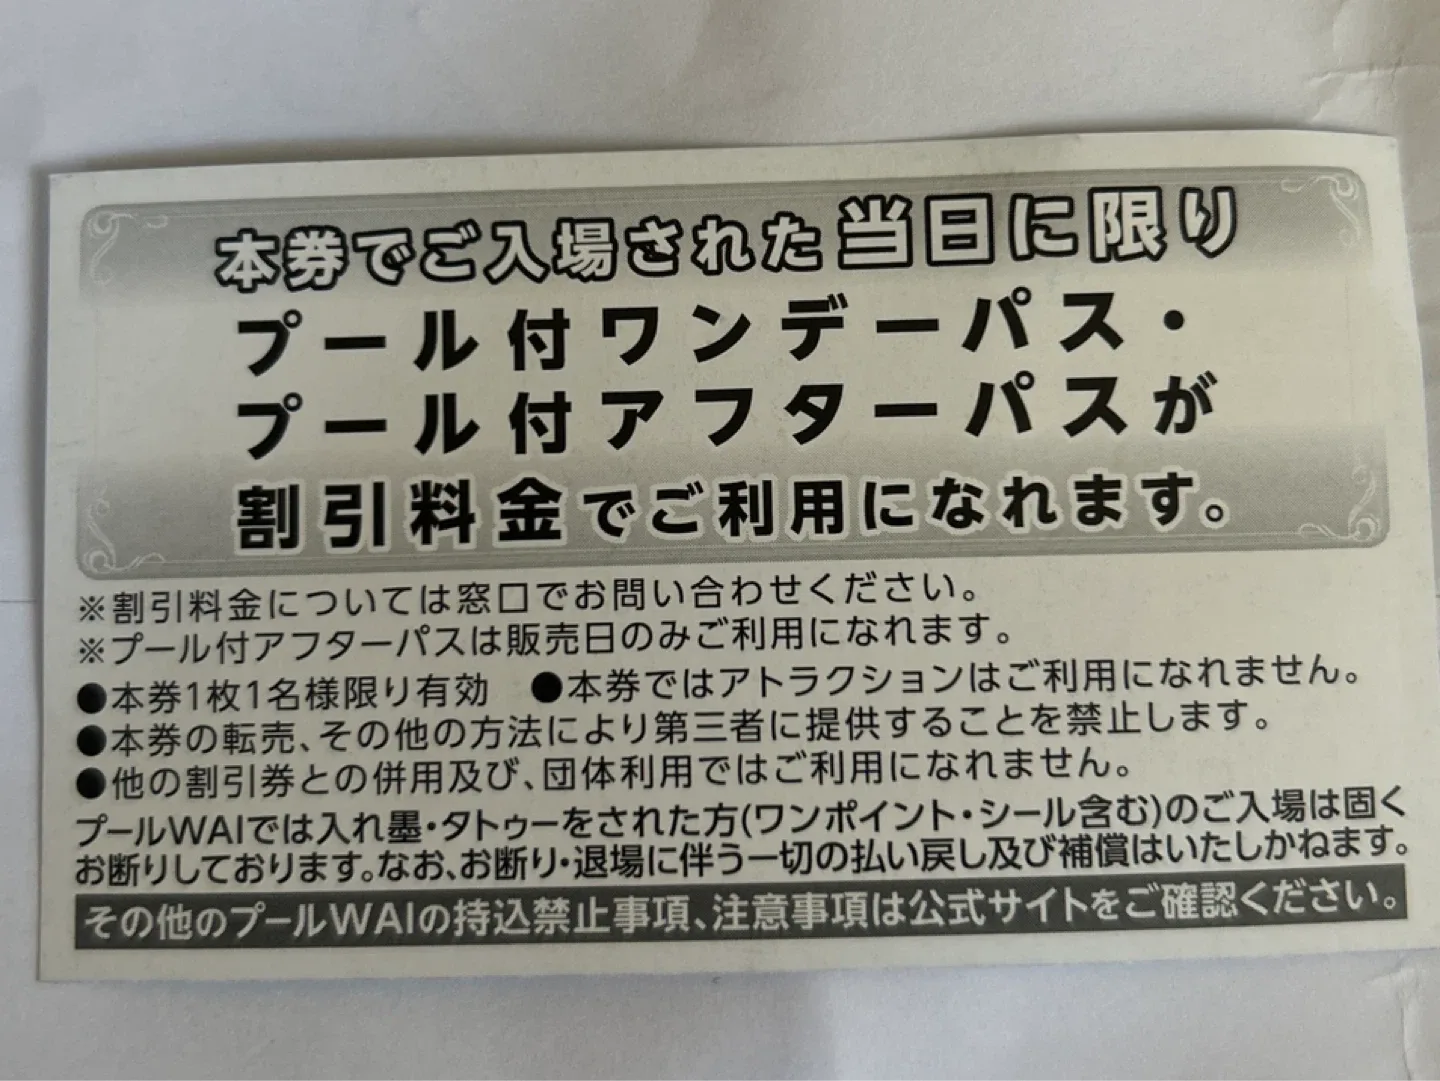 本券でご入場された当日に限り
プール付ワンデーパス・
プール付アフターパスが
割引料金でご利用になれます。
※割引料金については窓口でお問い合わせください。
※プール付アフターパスは販売日のみご利用になれます。
●本券1枚1名様限り有効 ●本券ではアトラクションはご利用になれません。
●本券の転売、その他の方法により第三者に提供することを禁止します。
●他の割引券との併用及び、団体利用ではご利用になれません。
プールWAIでは入れ墨・タトゥーをされた方(ワンポイント・シール含む)のご入場は固く
お断りしております。なお、お断り・退場に伴う一切の払い戻し及び補償はいたしかねます。
その他のプールWAIの持込禁止事項、注意事項は公式サイトをご確認ください。